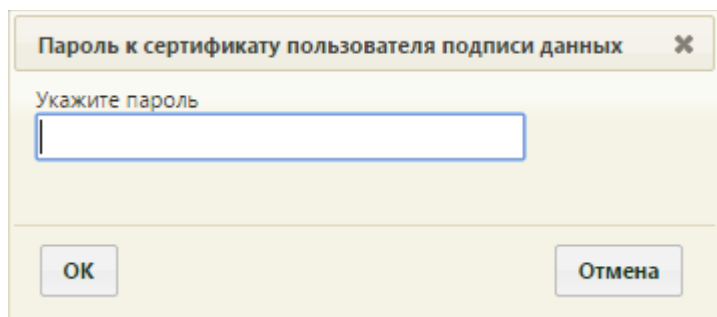 Пароль к сертификату пользователя подписи данных
Укажите пароль
ОК
Отмена